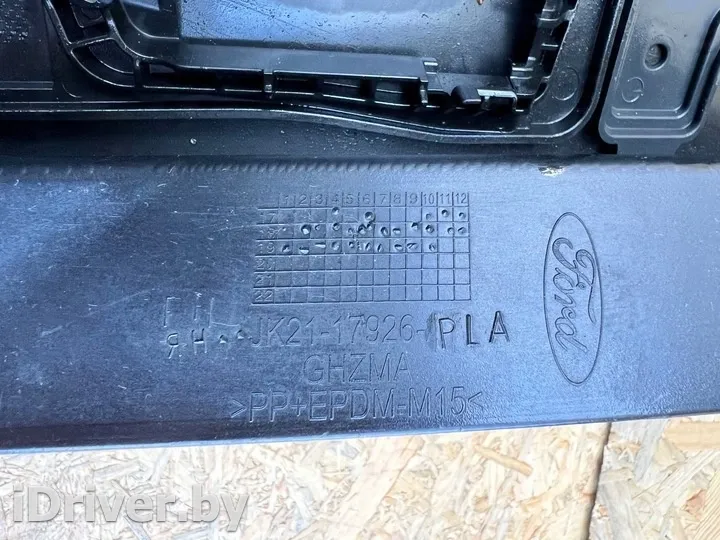 1 2 3 4 5 6 7 8 9 10 11 12
17
18
19
20
21
22
Ford
JK21-17926-PLA
RH
GHZMA
>PP+EPDM-M15<
iDriver.by